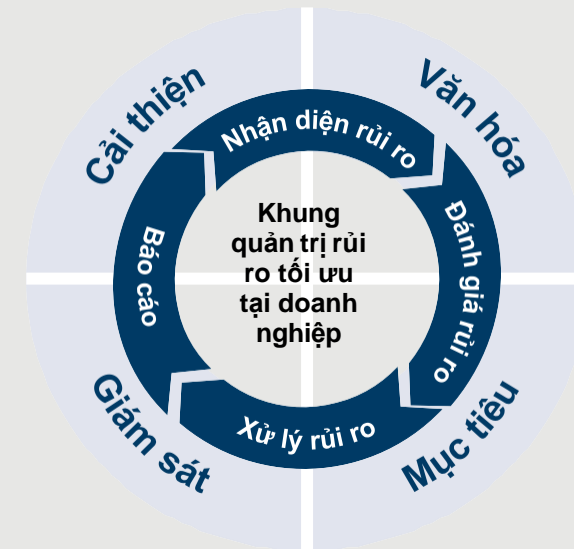 Cải thiện
Văn hóa
Nhận diện rủi ro
Khung
quản trị rủi
ro tối ưu
tại doanh
nghiệp
Báo cáo
Đánh giá rủi ro
Xử lý rủi ro
Giám sát
Mục tiêu